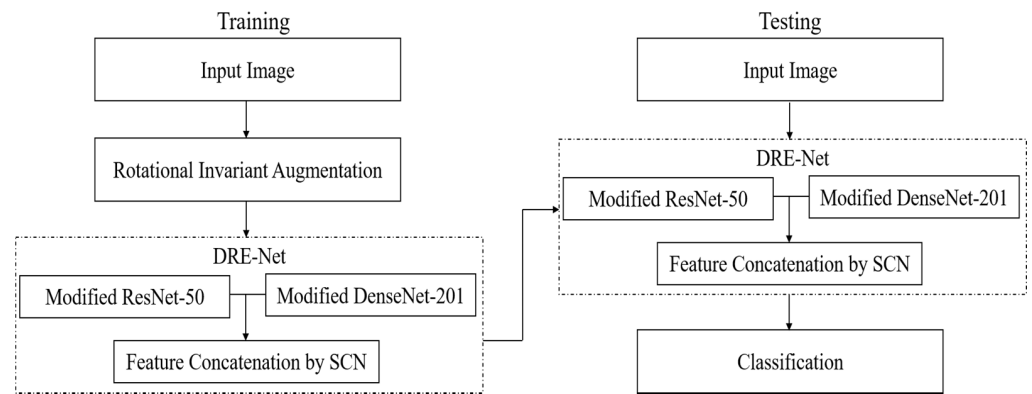 Training
Input Image
Rotational Invariant Augmentation
DRE-Net
Modified ResNet-50
Modified DenseNet-201
Feature Concatenation by SCN
Testing
Input Image
DRE-Net
Modified ResNet-50
Modified DenseNet-201
Feature Concatenation by SCN
Classification